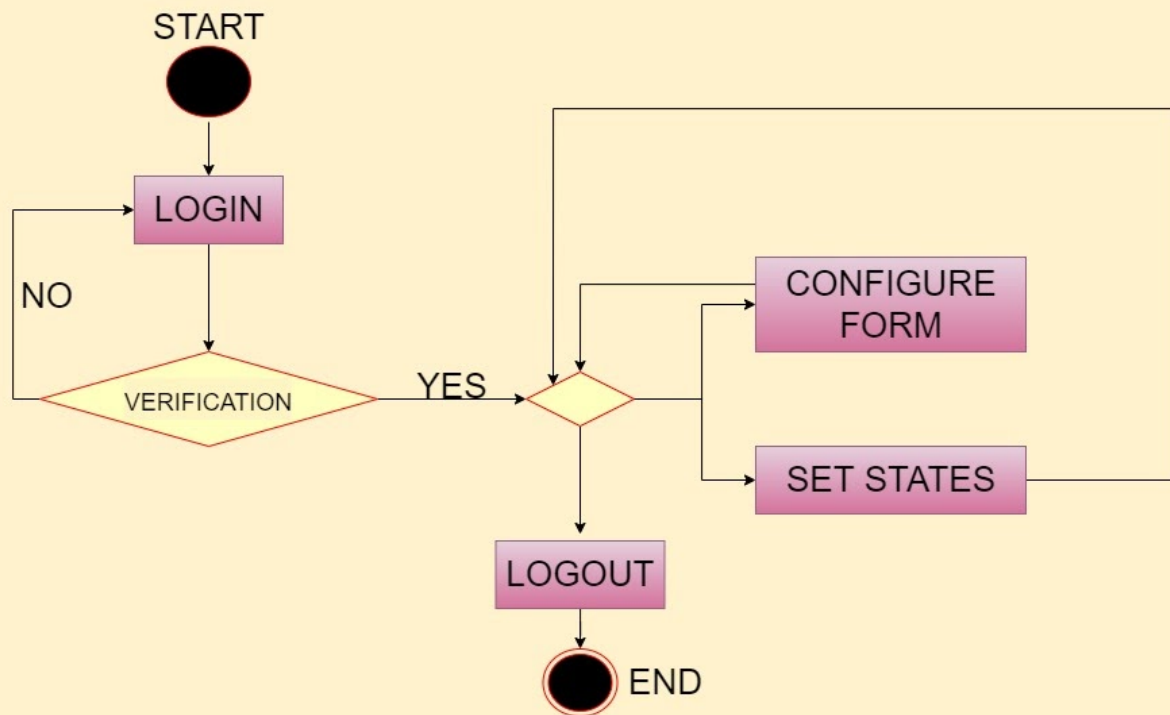 START
LOGIN
NO
CONFIGURE
FORM
VERIFICATION
YES
SET STATES
LOGOUT
END